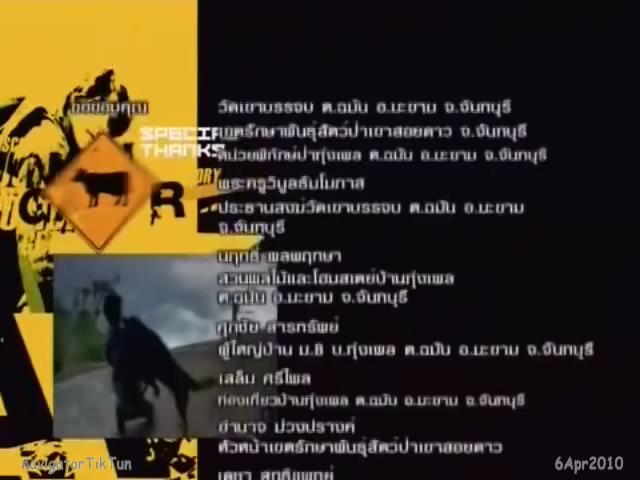 ขอขอบคุณ
SPECIAL
THANKS
วัดเขาบรรจบ ต.ฉมัน อ.มะขาม จ.จันทบุรี
เขตรักษาพันธุ์สัตว์ป่าเขาสอยดาว จ.จันทบุรี
หน่วยพิทักษ์ป่าทุ่งเพล ต.ฉมัน อ.มะขาม จ.จันทบุรี
พระครูวิบูลธัมโมภาส
ประธานสงฆ์วัดเขาบรรจบ ต.ฉมัน อ.มะขาม
จ.จันทบุรี
นฤทธิ์ พลพฤกษา
สวนผลไม้และโฮมสเตย์บ้านทุ่งเพล
ต.ฉมัน อ.มะขาม จ.จันทบุรี
ศุภชัย สารทรัพย์
ผู้ใหญ่บ้าน ม.8 บ.ทุ่งเพล ต.ฉมัน อ.มะขาม จ.จันทบุรี
เสล็ม ศรีไพล
ท่องเที่ยวบ้านทุ่งเพล ต.ฉมัน อ.มะขาม จ.จันทบุรี
อำนาจ ม่วงปรางค์
หัวหน้าเขตรักษาพันธุ์สัตว์ป่าเขาสอยดาว
เดชา
navigatorTikTun
6Apr2010